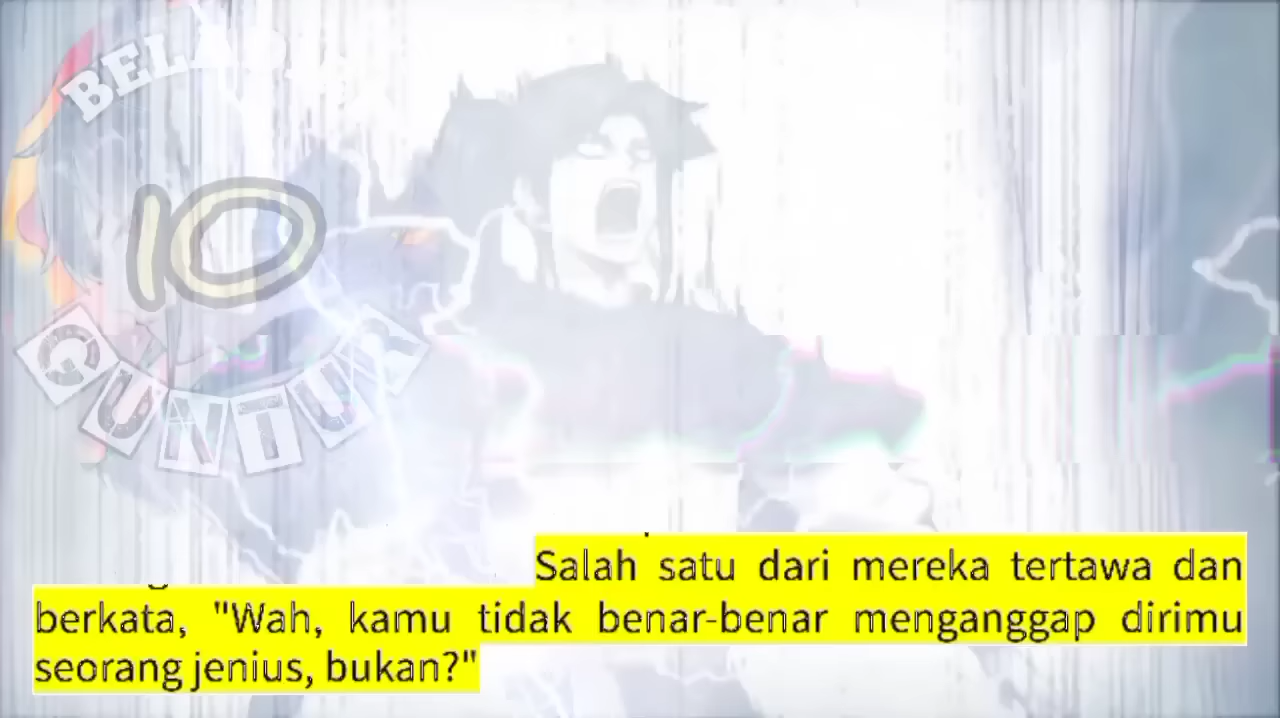 10
GUNTUR
Salah satu dari mereka tertawa dan
berkata, "Wah, kamu tidak benar-benar menganggap dirimu
seorang jenius, bukan?"